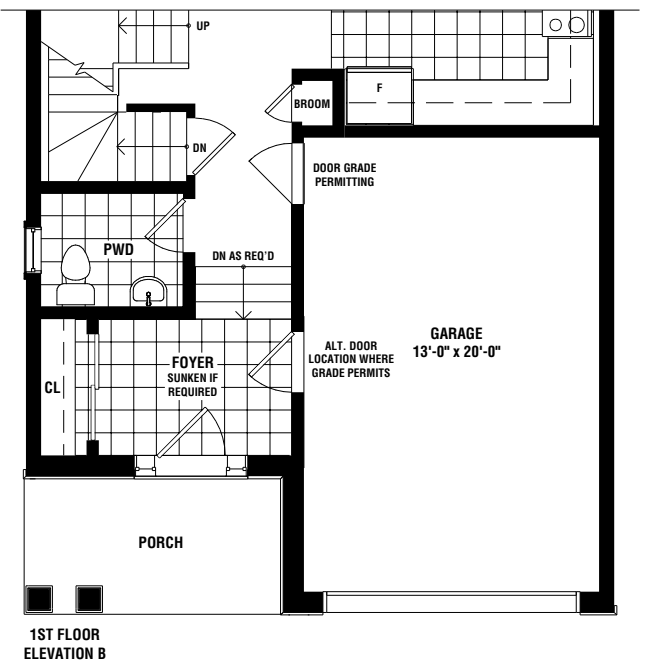 UP
F
BROOM
DN
DOOR GRADE
PERMITTING
PWD
DN AS REQ'D
GARAGE
13'-0" x 20'-0"
ALT. DOOR
LOCATION WHERE
GRADE PERMITS
FOYER
SUNKEN IF
REQUIRED
CL
PORCH
1ST FLOOR
ELEVATION B